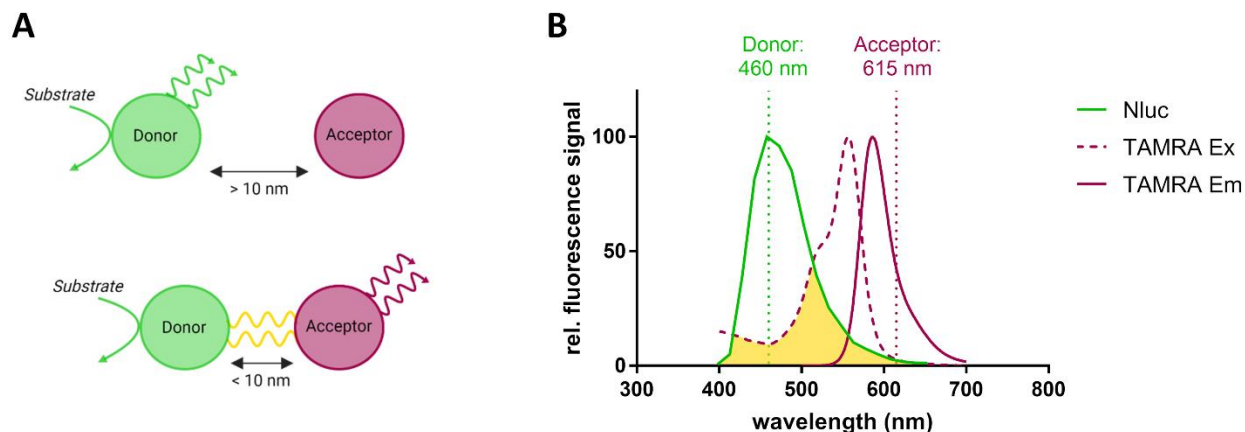 A
Substrate
Donor
Acceptor
> 10 nm
Substrate
Donor
Acceptor
< 10 nm
B
Donor:
460 nm
Acceptor:
615 nm
rel. fluorescence signal
100
50
0
300 400 500 600 700 800
wavelength (nm)
Nluc
TAMRA Ex
TAMRA Em